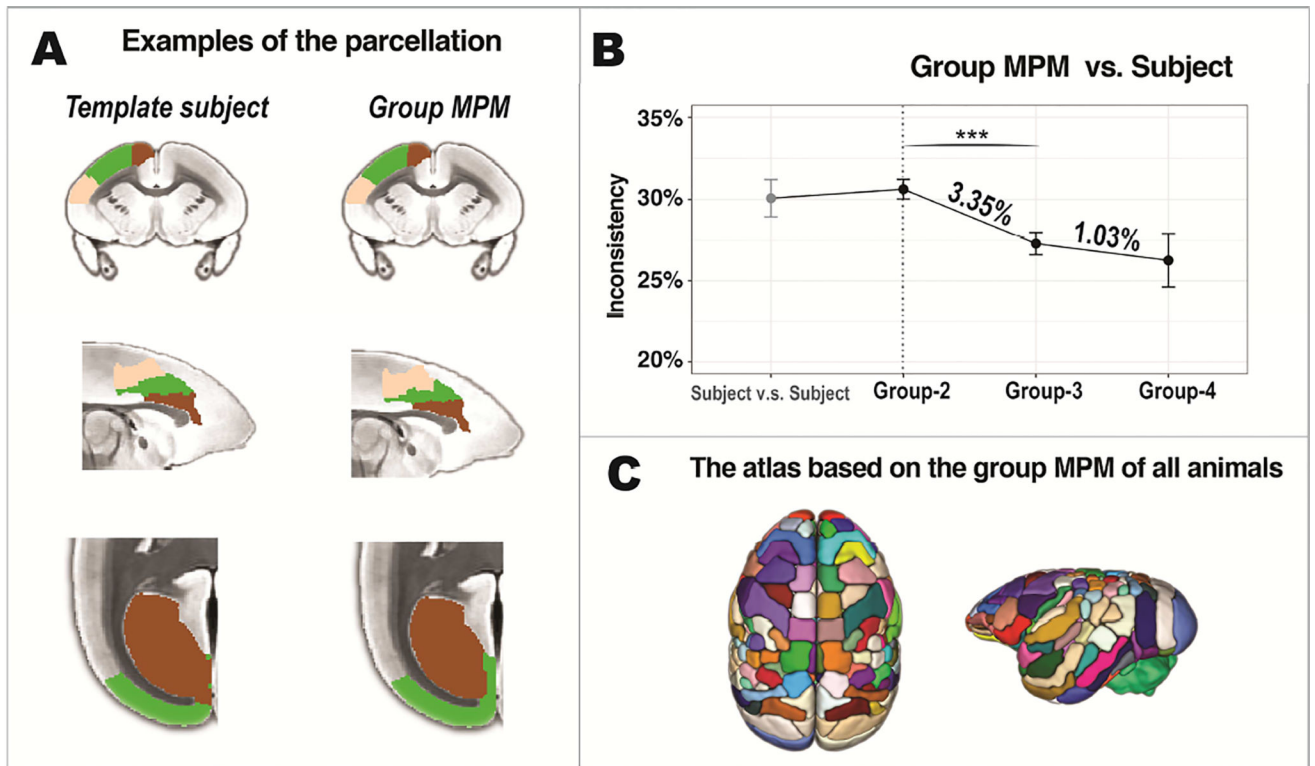 A
Examples of the parcellation
Template subject
Group MPM
B
Group MPM vs. Subject
Inconsistency
35%
30%
25%
20%
***
3.35%
1.03%
Subject v.s. Subject
Group-2
Group-3
Group-4
C
The atlas based on the group MPM of all animals